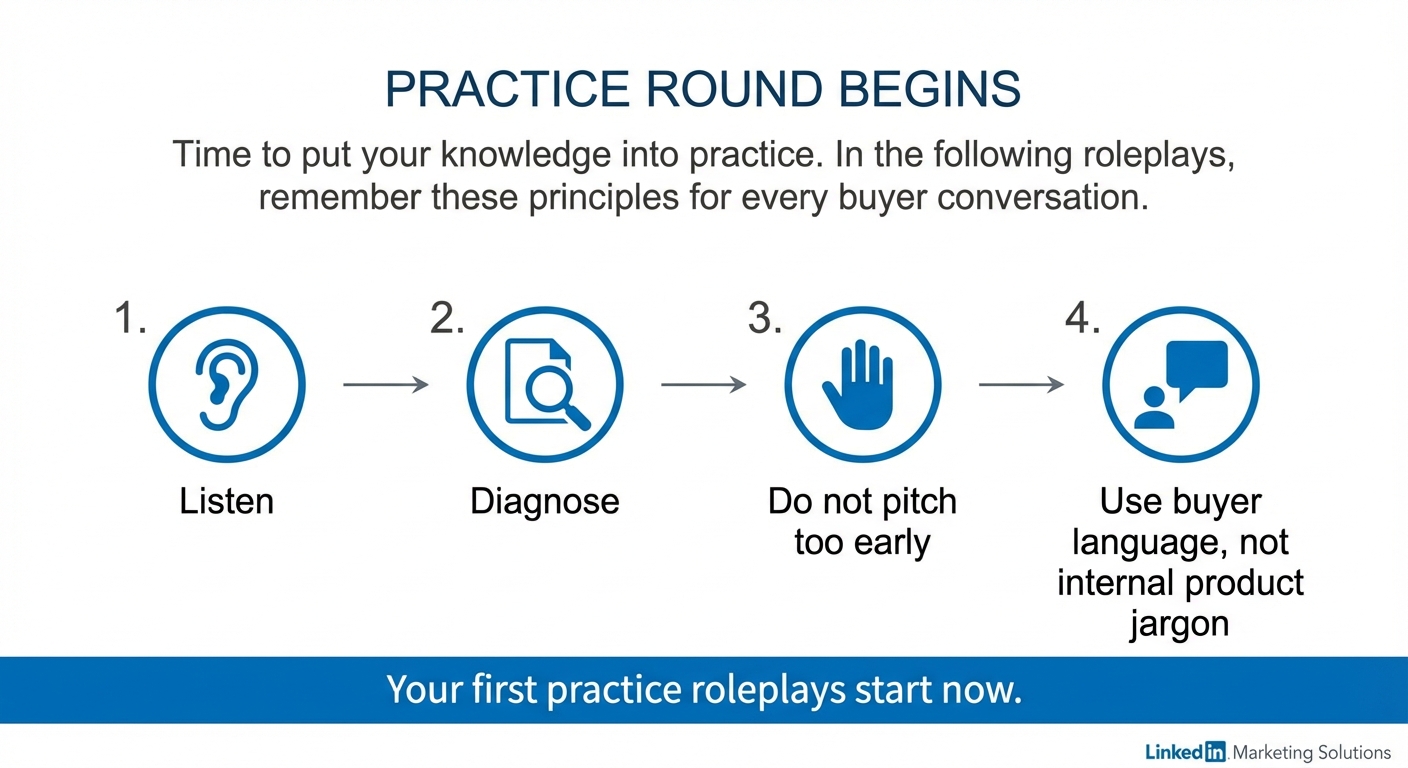 PRACTICE ROUND BEGINS
Time to put your knowledge into practice. In the following roleplays,
remember these principles for every buyer conversation.
1.
Listen
2.
Diagnose
3.
Do not pitch
too early
4.
Use buyer
language, not
internal product
jargon
Your first practice roleplays start now.
LinkedIn. Marketing Solutions